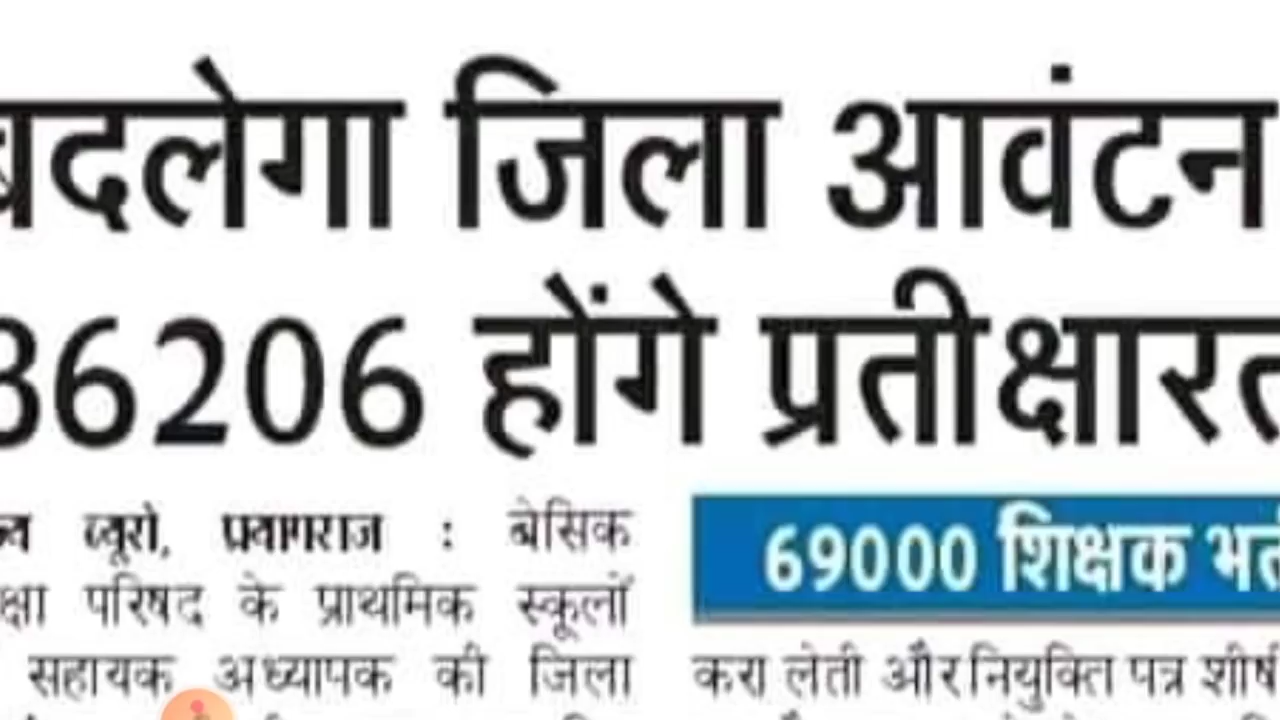 बदलेगा जिला आवंटन
36206 होंगे प्रतीक्षारत
ब्यूरो, प्रयागराज : बेसिक
परिषद के प्राथमिक स्कूलों
सहायक अध्यापक की जिला
69000 शिक्षक
करा लेती और नियुक्ति पत्र